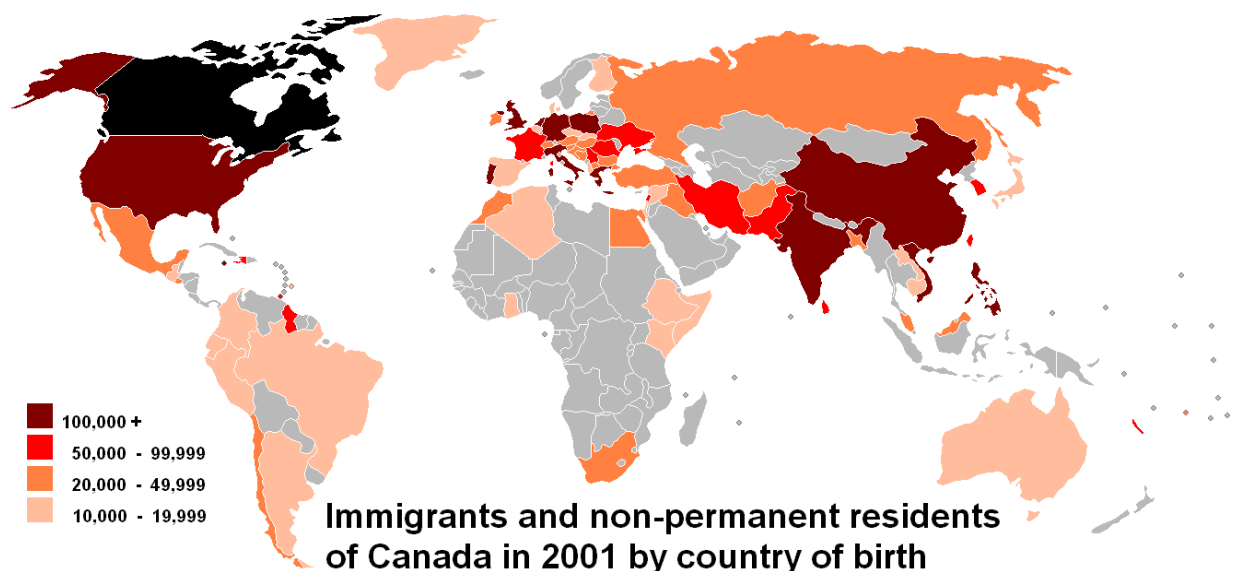 100,000 +
50,000 - 99,999
20,000 - 49,999
10,000 - 19,999
Immigrants and non-permanent residents
of Canada in 2001 by country of birth